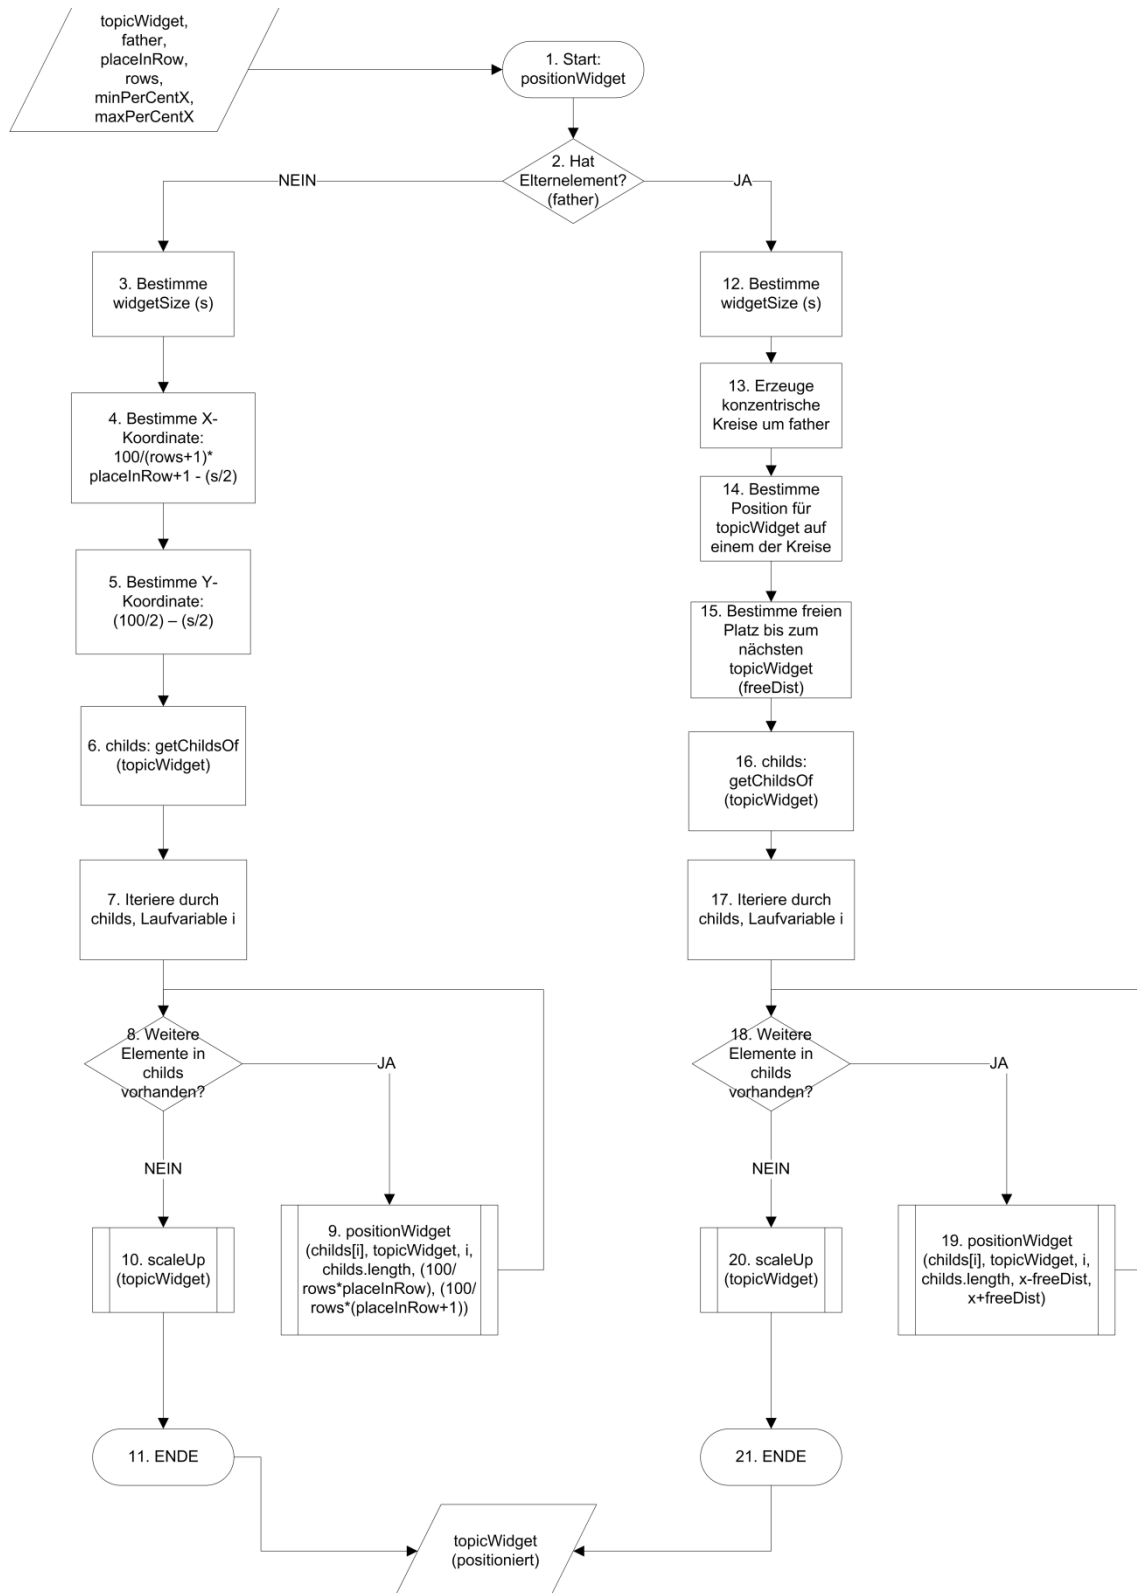 topicWidget,
father,
placeInRow,
rows,
minPerCentX,
maxPerCentX
1. Start:
positionWidget
2. Hat
Elternelement?
(father)
NEIN
JA
3. Bestimme
widgetSize (s)
4. Bestimme X-
Koordinate:
100/(rows+1)*
placeInRow+1 - (s/2)
5. Bestimme Y-
Koordinate:
(100/2) – (s/2)
6. childs: getChildsOf
(topicWidget)
7. Iteriere durch
childs, Laufvariable i
8. Weitere
Elemente in
childs
vorhanden?
JA
NEIN
9. positionWidget
(childs[i], topicWidget, i,
childs.length, (100/
rows*placeInRow), (100/
rows*(placeInRow+1))
10. scaleUp
(topicWidget)
11. ENDE
12. Bestimme
widgetSize (s)
13. Erzeuge
konzentrische
Kreise um father
14. Bestimme
Position für
topicWidget auf
einem der Kreise
15. Bestimme freien
Platz bis zum
nächsten
topicWidget
(freeDist)
16. childs:
getChildsOf
(topicWidget)
17. Iteriere durch
childs, Laufvariable i
18. Weitere
Elemente in
childs
vorhanden?
JA
NEIN
19. positionWidget
(childs[i], topicWidget, i,
childs.length, x-freeDist,
x+freeDist)
20. scaleUp
(topicWidget)
21. ENDE
topicWidget
(positioniert)